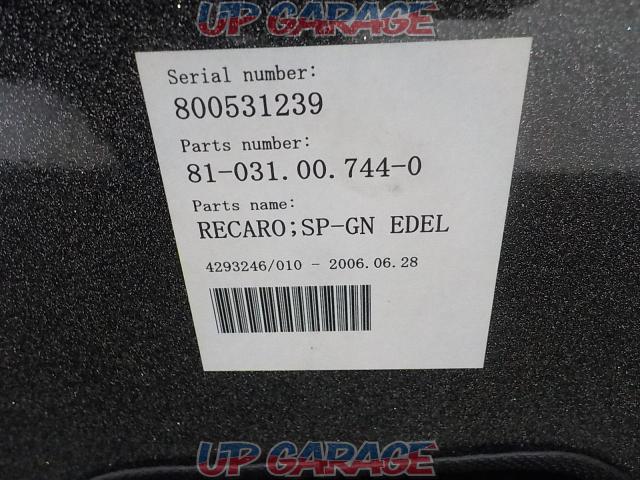 UP GARAGE
Serial number:
800531239
Parts number:
81-031.00.744-0
Parts name:
RECARO;SP-GN EDEL
4293246/010 - 2006.06.28
UP GARAGE